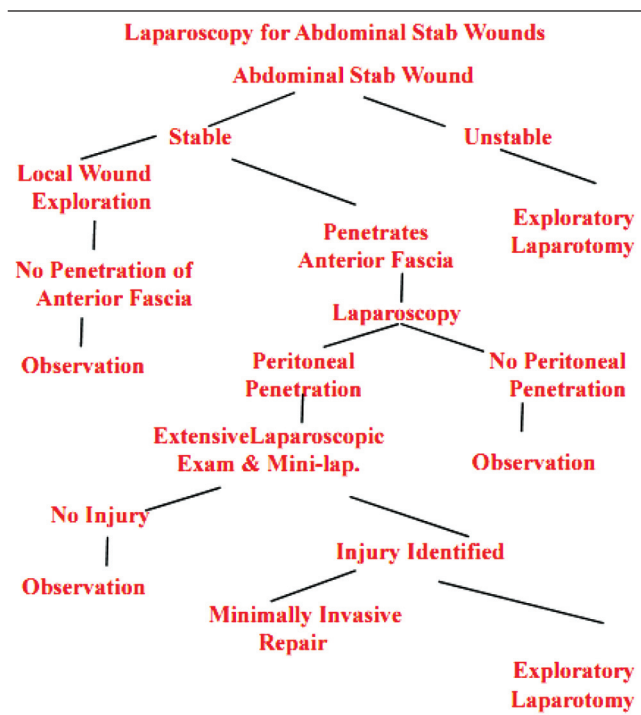 Laparoscopy for Abdominal Stab Wounds
Abdominal Stab Wound
Stable
Unstable
Local Wound
Exploration
Exploratory
Laparotomy
Penetrates
Anterior Fascia
No Penetration of
Anterior Fascia
Laparoscopy
Observation
Peritoneal
Penetration
No Peritoneal
Penetration
ExtensiveLaparoscopic
Exam & Mini-lap.
Observation
No Injury
Injury Identified
Observation
Minimally Invasive
Repair
Exploratory
Laparotomy